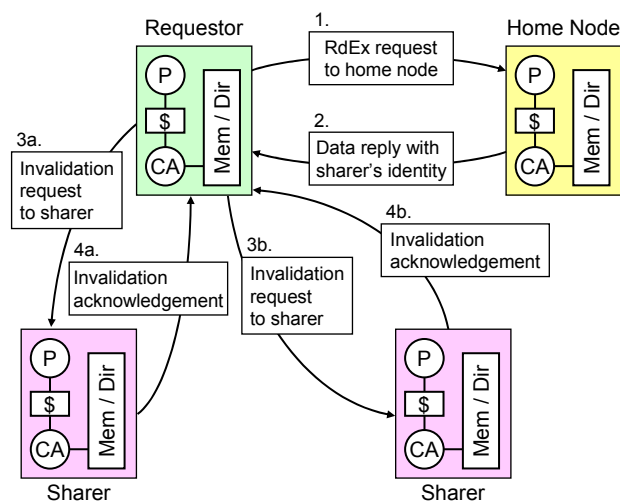 Requestor
Home Node
1.
RdEx request
to home node
P
$
CA
Mem / Dir
P
$
CA
Mem / Dir
2.
Data reply with
sharer's identity
3a.
Invalidation
request
to sharer
4a.
Invalidation
acknowledgement
3b.
Invalidation
request
to sharer
4b.
Invalidation
acknowledgement
P
$
CA
Mem / Dir
Sharer
P
$
CA
Mem / Dir
Sharer